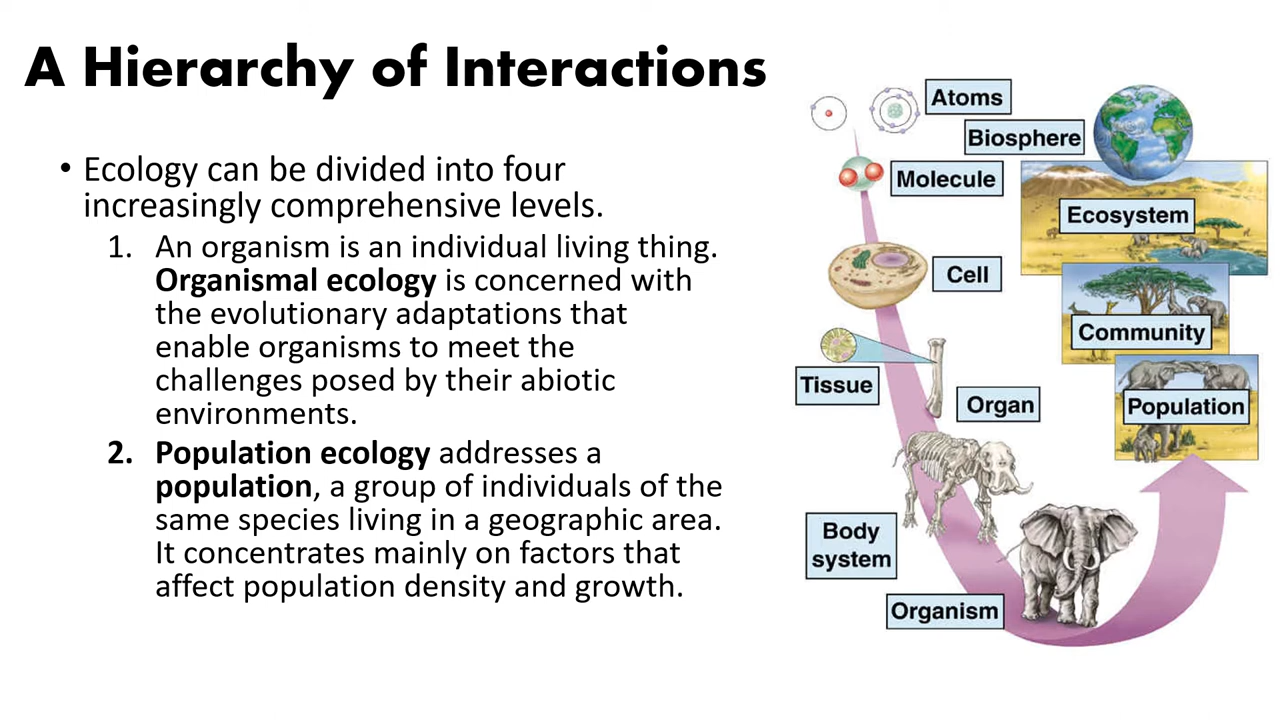 A Hierarchy of Interactions
• Ecology can be divided into four
increasingly comprehensive levels.
1. An organism is an individual living thing.
Organismal ecology is concerned with
the evolutionary adaptations that
enable organisms to meet the
challenges posed by their abiotic
environments.
2. Population ecology addresses a
population, a group of individuals of the
same species living in a geographic area.
It concentrates mainly on factors that
affect population density and growth.
Atoms
Biosphere
Molecule
Ecosystem
Cell
Community
Tissue
Organ
Population
Body
system
Organism